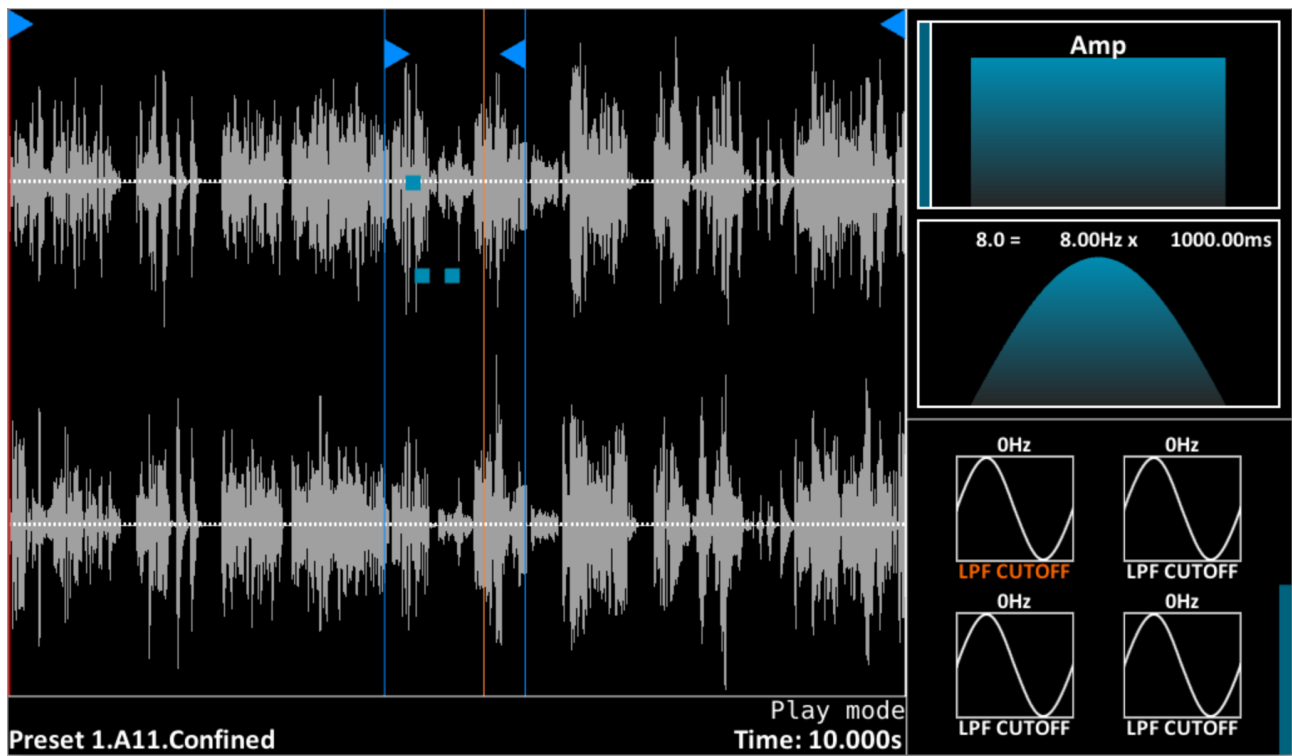 Amp
8.0 = 8.00Hz x 1000.00ms
0Hz 0Hz
LPF CUTOFF LPF CUTOFF
0Hz 0Hz
LPF CUTOFF LPF CUTOFF
Play mode
Preset 1.A11.Confined Time: 10.000s